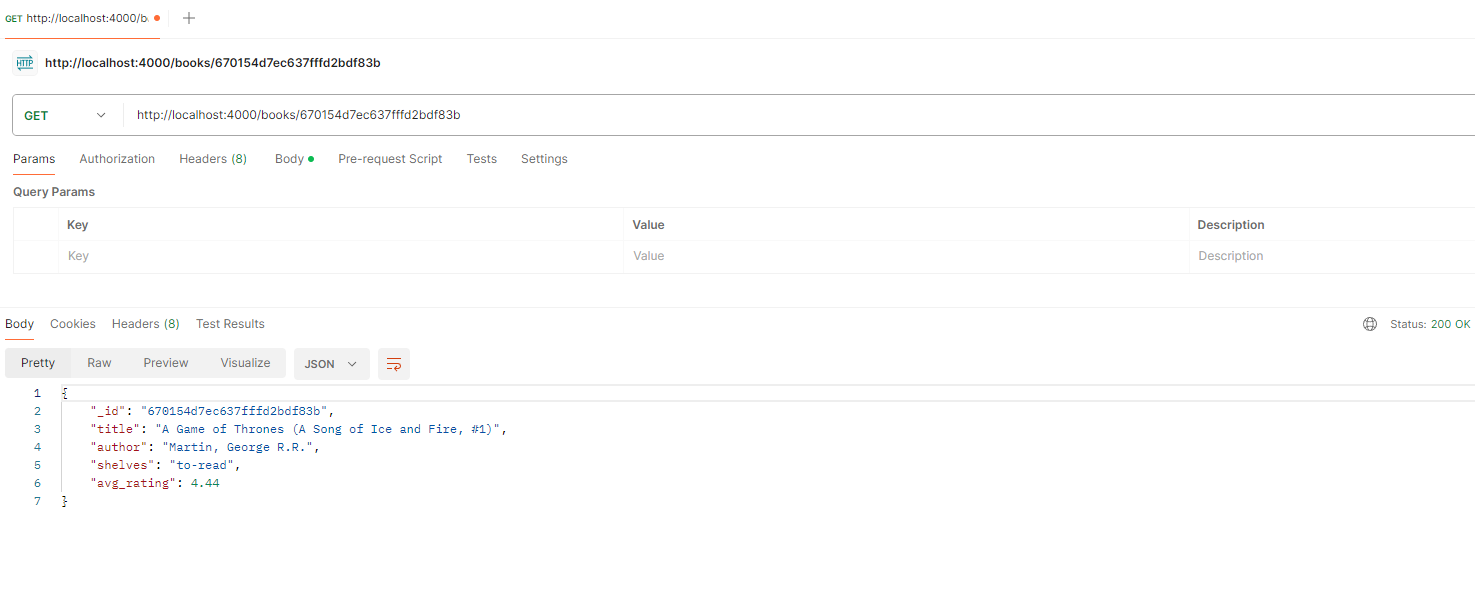 GET http://localhost:4000/b
HTTP http://localhost:4000/books/670154d7ec637fffd2bdf83b
GET http://localhost:4000/books/670154d7ec637fffd2bdf83b
Params Authorization Headers (8) Body Pre-request Script Tests Settings
Query Params
Key Value Description
Key Value Description
Body Cookies Headers (8) Test Results Status: 200 OK
Pretty Raw Preview Visualize JSON
1 {
2 "_id": "670154d7ec637fffd2bdf83b",
3 "title": "A Game of Thrones (A Song of Ice and Fire, #1)",
4 "author": "Martin, George R.R.",
5 "shelves": "to-read",
6 "avg_rating": 4.44
7 }